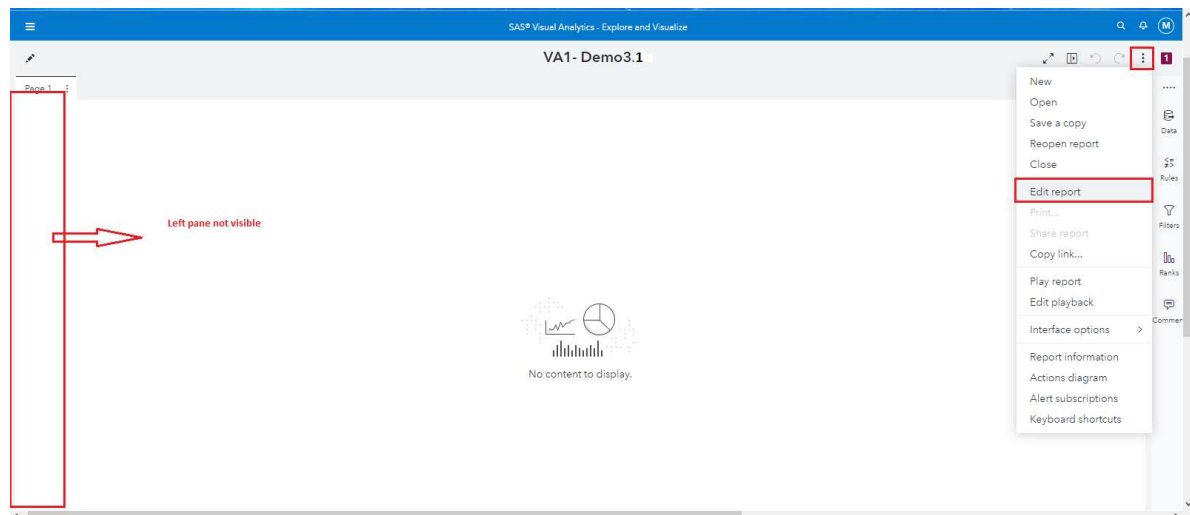 SAS® Visual Analytics - Explore and Visualize
M
VA1- Demo3.1
1
Page 1
New
Open
Save a copy
Reopen report
Close
Edit report
Print...
Share report
Copy link...
Play report
Edit playback
Interface options
Report information
Actions diagram
Alert subscriptions
Keyboard shortcuts
Data
Rules
Filters
Ranks
Commen
Left pane not visible
No content to display.